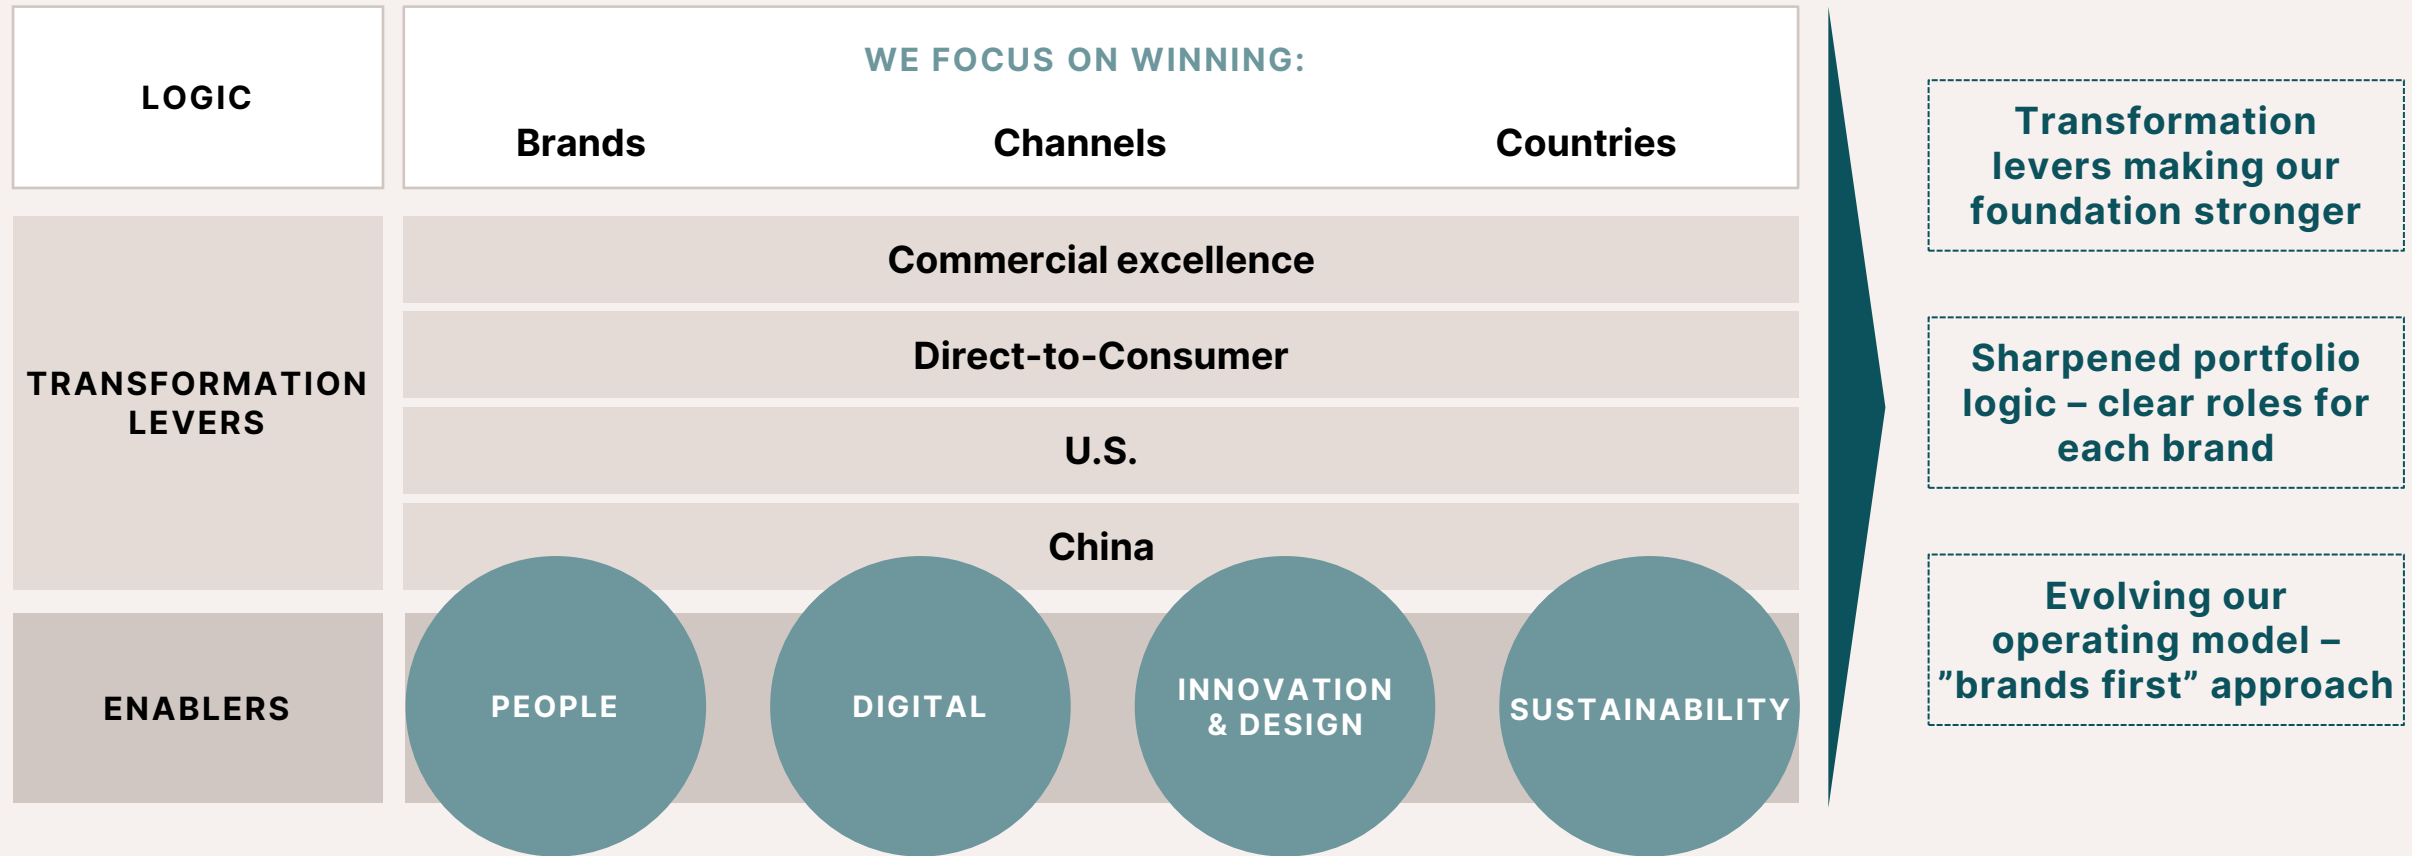 LOGIC
WE FOCUS ON WINNING:
Brands
Channels
Countries
TRANSFORMATION
LEVERS
Commercial excellence
Direct-to-Consumer
U.S.
China
ENABLERS
PEOPLE
DIGITAL
INNOVATION
& DESIGN
SUSTAINABILITY
Transformation
levers making our
foundation stronger
Sharpened portfolio
logic – clear roles for
each brand
Evolving our
operating model –
”brands first” approach